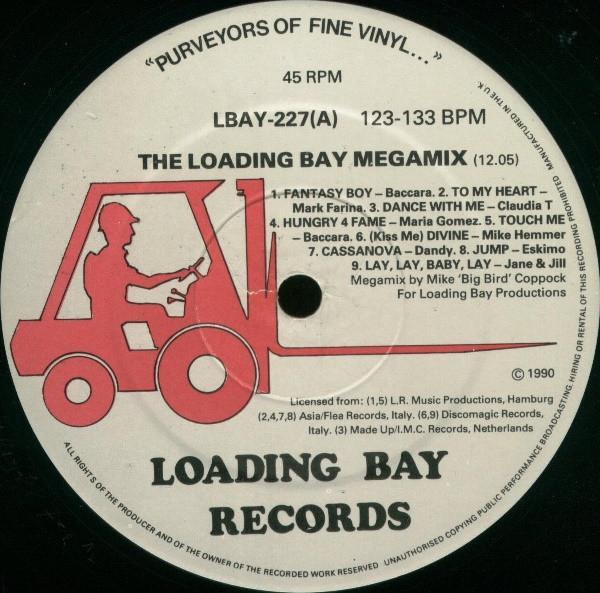 “PURVEYORS OF FINE VINYL...”
45 RPM
LBAY-227(A) 123-133 BPM
THE LOADING BAY MEGAMIX (12.05)
1. FANTASY BOY – Baccara. 2. TO MY HEART –
Mark Farina. 3. DANCE WITH ME – Claudia T
4. HUNGRY 4 FAME – Maria Gomez. 5. TOUCH ME
– Baccara. 6. (Kiss Me) DIVINE – Mike Hemmer
7. CASSANOVA – Dandy. 8. JUMP – Eskimo
9. LAY, LAY, BABY, LAY – Jane & Jill
Megamix by Mike 'Big Bird' Coppock
For Loading Bay Productions
© 1990
Licensed from: (1,5) L.R. Music Productions, Hamburg
(2,4,7,8) Asia/Flea Records, Italy. (6,9) Discomagic Records,
Italy. (3) Made Up/I.M.C. Records, Netherlands
LOADING BAY
RECORDS
ALL RIGHTS OF THE PRODUCER AND OF THE OWNER OF THE RECORDED WORK RESERVED UNAUTHORISED COPYING PUBLIC PERFORMANCE BROADCASTING, HIRING OR RENTAL OF THIS RECORDING PROHIBITED MANUFACTURED IN THE U.K.